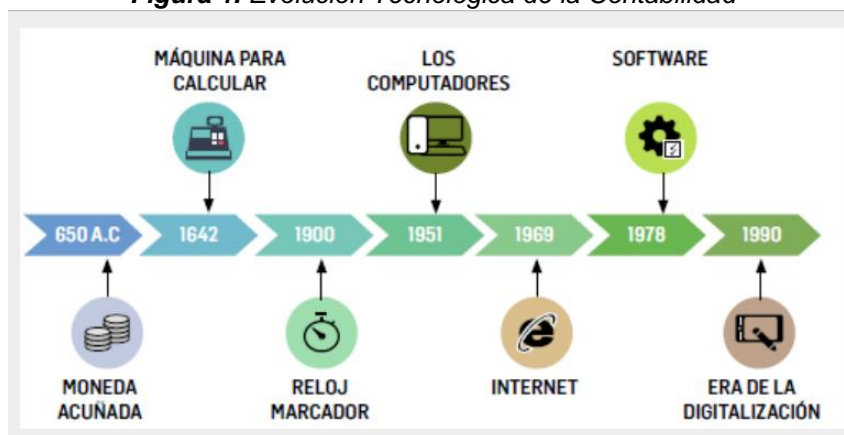 Figura 1. Evolución Tecnológica de la Contabilidad
MÁQUINA PARA
CALCULAR
LOS
COMPUTADORES
SOFTWARE
650 A.C
1642
1900
1951
1969
1978
1990
MONEDA
ACUÑADA
RELOJ
MARCADOR
INTERNET
ERA DE LA
DIGITALIZACIÓN